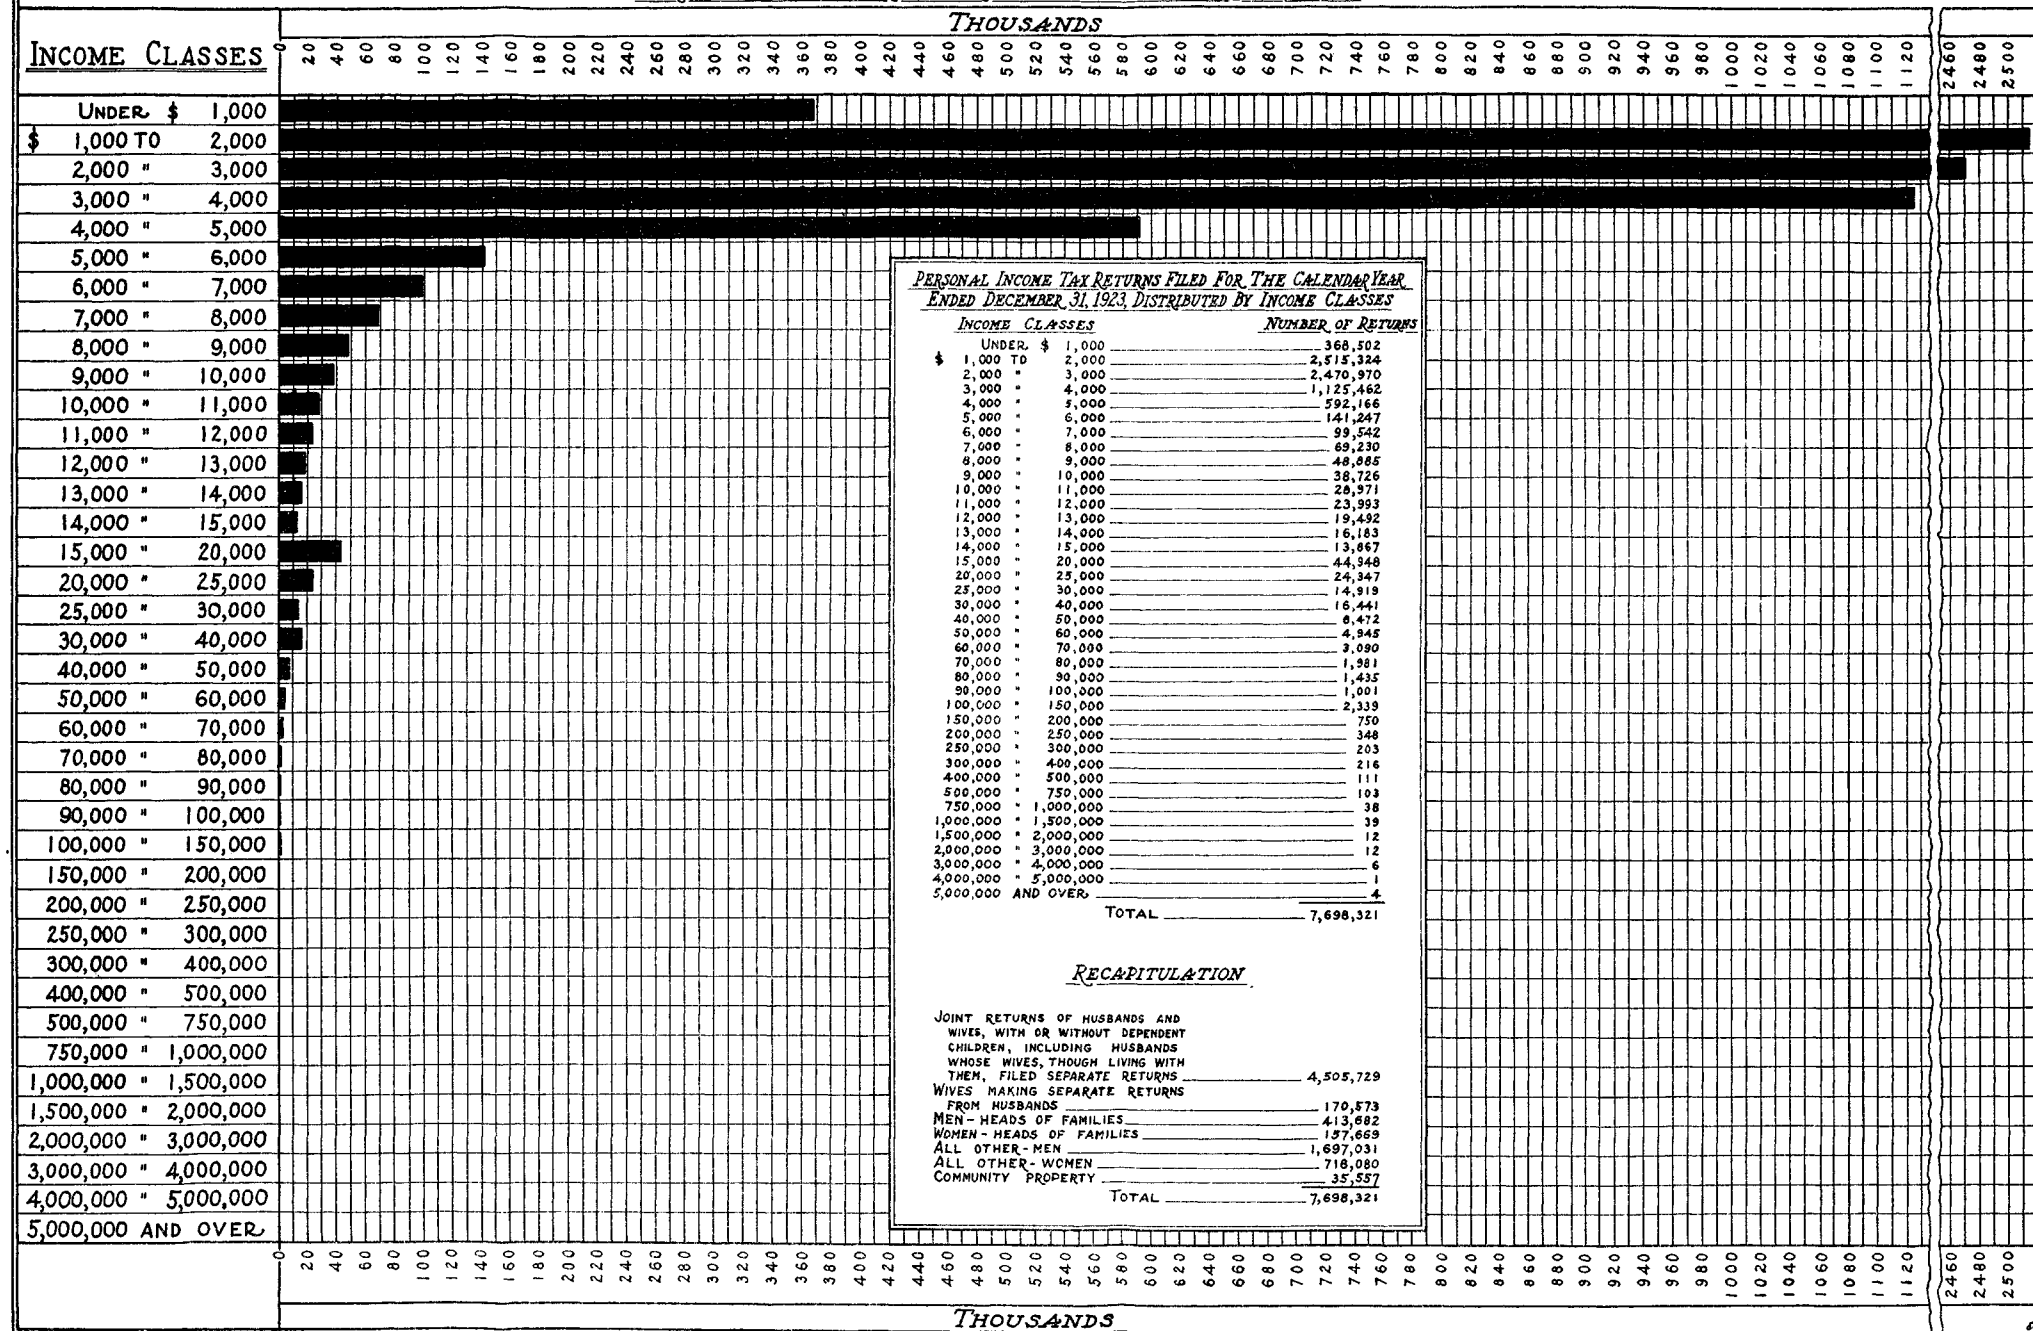 THOUSANDS
INCOME CLASSES
0 20 40 60 80 100 120 140 160 180 200 220 240 260 280 300 320 340 360 380 400 420 440 460 480 500 520 540 560 580 600 620 640 660 680 700 720 740 760 780 800 820 840 860 880 900 920 940 960 980 1000 1020 1040 1060 1080 1100 1120 2460 2480 2500
UNDER $ 1,000
$ 1,000 TO 2,000
2,000 " 3,000
3,000 " 4,000
4,000 " 5,000
5,000 " 6,000
6,000 " 7,000
7,000 " 8,000
8,000 " 9,000
9,000 " 10,000
10,000 " 11,000
11,000 " 12,000
12,000 " 13,000
13,000 " 14,000
14,000 " 15,000
15,000 " 20,000
20,000 " 25,000
25,000 " 30,000
30,000 " 40,000
40,000 " 50,000
50,000 " 60,000
60,000 " 70,000
70,000 " 80,000
80,000 " 90,000
90,000 " 100,000
100,000 " 150,000
150,000 " 200,000
200,000 " 250,000
250,000 " 300,000
300,000 " 400,000
400,000 " 500,000
500,000 " 750,000
750,000 " 1,000,000
1,000,000 " 1,500,000
1,500,000 " 2,000,000
2,000,000 " 3,000,000
3,000,000 " 4,000,000
4,000,000 " 5,000,000
5,000,000 AND OVER
PERSONAL INCOME TAX RETURNS FILED FOR THE CALENDAR YEAR
ENDED DECEMBER 31, 1923, DISTRIBUTED BY INCOME CLASSES
INCOME CLASSES NUMBER OF RETURNS
UNDER $ 1,000 368,502
$ 1,000 TO 2,000 2,515,324
2,000 " 3,000 2,470,970
3,000 " 4,000 1,125,462
4,000 " 5,000 592,166
5,000 " 6,000 141,247
6,000 " 7,000 99,542
7,000 " 8,000 69,230
8,000 " 9,000 48,885
9,000 " 10,000 38,726
10,000 " 11,000 28,971
11,000 " 12,000 23,993
12,000 " 13,000 19,492
13,000 " 14,000 16,183
14,000 " 15,000 13,867
15,000 " 20,000 44,948
20,000 " 25,000 24,347
25,000 " 30,000 14,919
30,000 " 40,000 16,441
40,000 " 50,000 8,472
50,000 " 60,000 4,945
60,000 " 70,000 3,090
70,000 " 80,000 1,981
80,000 " 90,000 1,435
90,000 " 100,000 1,001
100,000 " 150,000 2,339
150,000 " 200,000 750
200,000 " 250,000 348
250,000 " 300,000 203
300,000 " 400,000 216
400,000 " 500,000 111
500,000 " 750,000 103
750,000 " 1,000,000 38
1,000,000 " 1,500,000 39
1,500,000 " 2,000,000 12
2,000,000 " 3,000,000 12
3,000,000 " 4,000,000 6
4,000,000 " 5,000,000 1
5,000,000 AND OVER 4
TOTAL 7,698,321
RECAPITULATION
JOINT RETURNS OF HUSBANDS AND
WIVES, WITH OR WITHOUT DEPENDENT
CHILDREN, INCLUDING HUSBANDS
WHOSE WIVES, THOUGH LIVING WITH
THEM, FILED SEPARATE RETURNS 4,505,729
WIVES MAKING SEPARATE RETURNS
FROM HUSBANDS 170,573
MEN-HEADS OF FAMILIES 413,682
WOMEN-HEADS OF FAMILIES 157,669
ALL OTHER-MEN 1,697,031
ALL OTHER-WOMEN 718,080
COMMUNITY PROPERTY 35,557
TOTAL 7,698,321
0 20 40 60 80 100 120 140 160 180 200 220 240 260 280 300 320 340 360 380 400 420 440 460 480 500 520 540 560 580 600 620 640 660 680 700 720 740 760 780 800 820 840 860 880 900 920 940 960 980 1000 1020 1040 1060 1080 1100 1120 2460 2480 2500
THOUSANDS